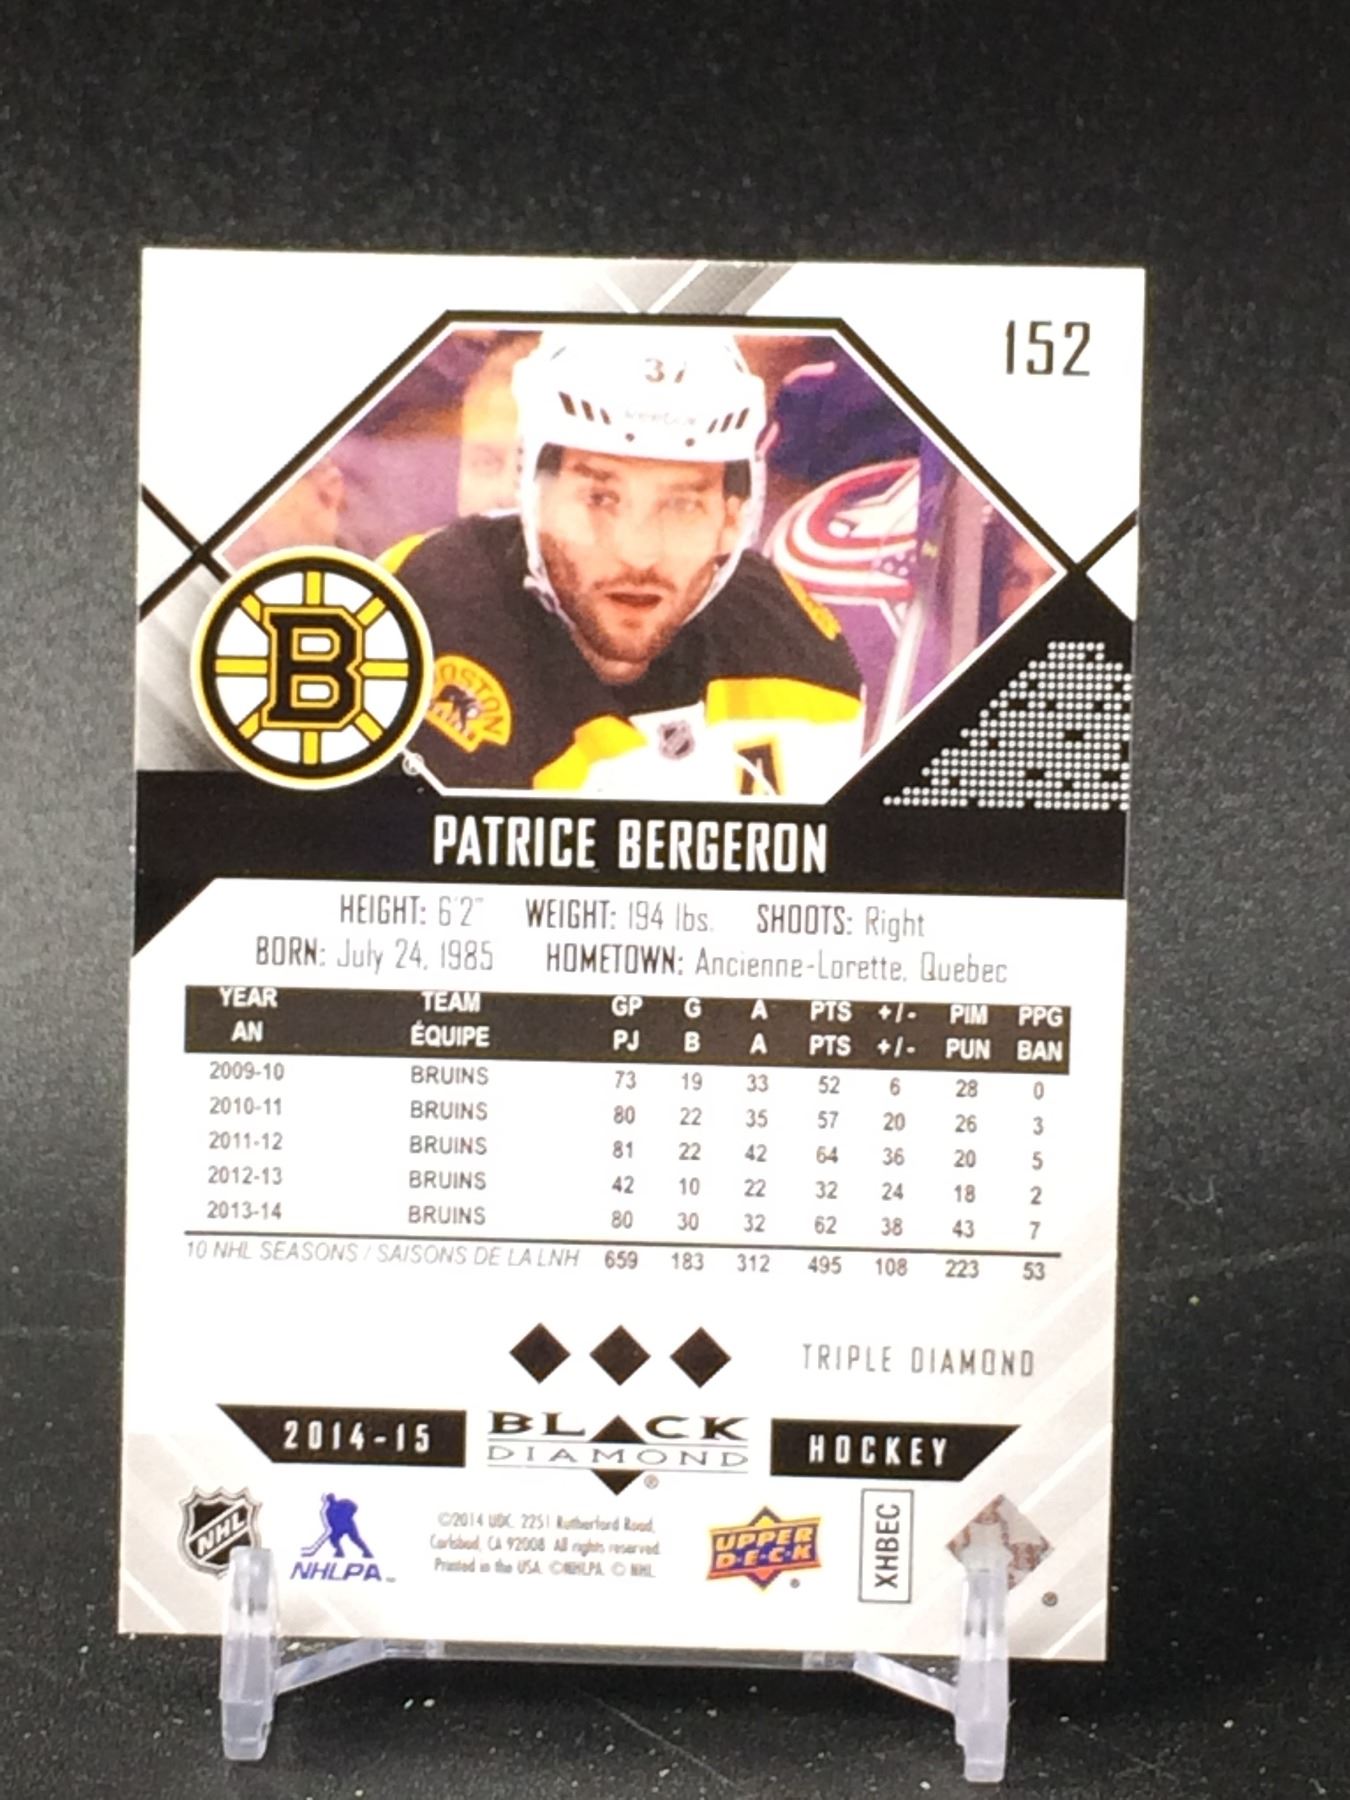 152
37
Reebok
BOSTON
B
A
®
PATRICE BERGERON
HEIGHT: 6'2" WEIGHT: 194 lbs. SHOOTS: Right
BORN: July 24, 1985 HOMETOWN: Ancienne-Lorette, Quebec
YEAR TEAM GP G A PTS +/- PIM PPG
AN ÉQUIPE PJ B A PTS +/- PUN BAN
2009-10 BRUINS 73 19 33 52 6 28 0
2010-11 BRUINS 80 22 35 57 20 26 3
2011-12 BRUINS 81 22 42 64 36 20 5
2012-13 BRUINS 42 10 22 32 24 18 2
2013-14 BRUINS 80 30 32 62 38 43 7
10 NHL SEASONS / SAISONS DE LA LNH 659 183 312 495 108 223 53
TRIPLE DIAMOND
2014-15 BLACK DIAMOND® HOCKEY
NHL
NHLPA™
©2014 UDC. 2251 Rutherford Road,
Carlsbad, CA 92008. All rights reserved.
Printed in the USA. ©NHLPA. © NHL.
UPPER DECK®
XHBEC
®